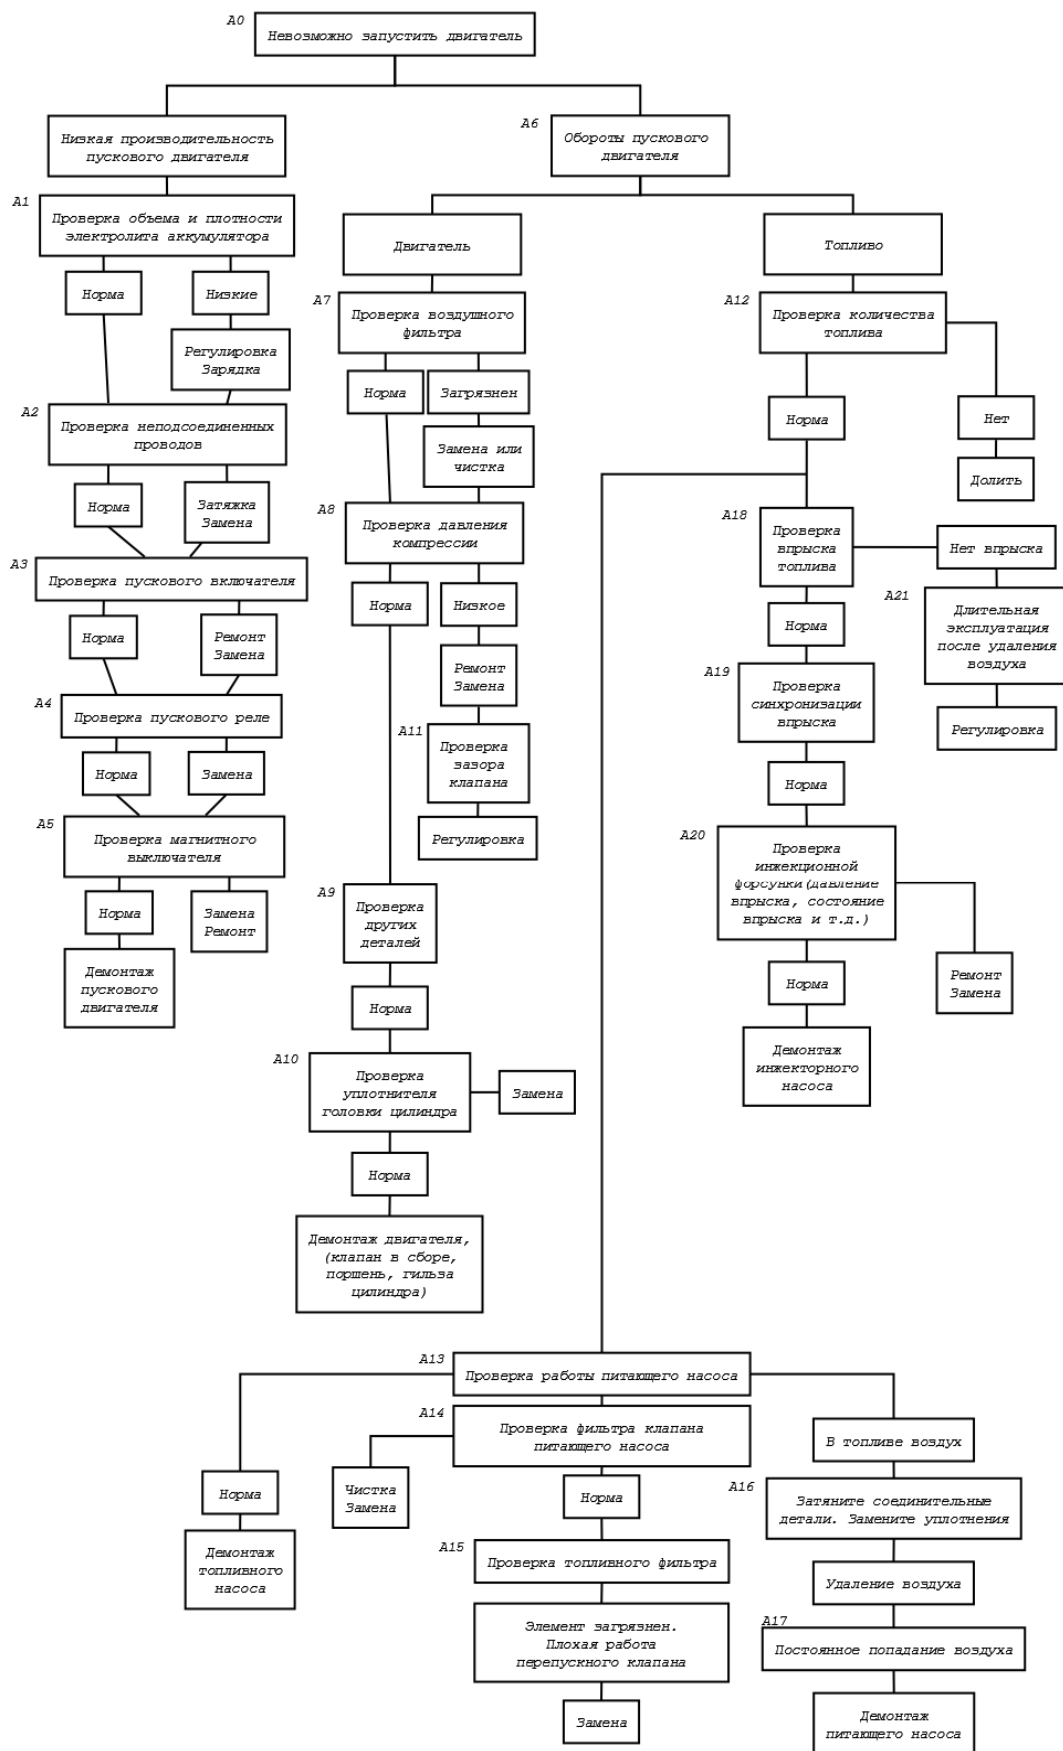 A0
Невозможно запустить двигатель
Низкая производительность
пускового двигателя
A6
Обороты пускового
двигателя
A1
Проверка объема и плотности
электролита аккумулятора
Норма
Низкие
Регулировка
Зарядка
A2
Проверка неподсоединенных
проводов
Норма
Затяжка
Замена
A3
Проверка пускового включателя
Норма
Ремонт
Замена
A4
Проверка пускового реле
Норма
Замена
A5
Проверка магнитного
выключателя
Норма
Замена
Ремонт
Демонтаж
пускового
двигателя
Двигатель
A7
Проверка воздушного
фильтра
Норма
Загрязнен
Замена или
чистка
A8
Проверка давления
компрессии
Норма
Низкое
Ремонт
Замена
A11
Проверка
зазора
клапана
Регулировка
A9
Проверка
других
деталей
Норма
A10
Проверка
уплотнителя
головки цилиндра
Замена
Норма
Демонтаж двигателя,
(клапан в сборе,
поршень, гильза
цилиндра)
Топливо
A12
Проверка количества
топлива
Норма
Нет
Долить
A18
Проверка
впрыска
топлива
Нет впрыска
A21
Длительная
эксплуатация
после удаления
воздуха
Регулировка
Норма
A19
Проверка
синхронизации
впрыска
Норма
A20
Проверка
инжекционной
форсунки(давление
впрыска, состояние
впрыска и т.д.)
Норма
Ремонт
Замена
Демонтаж
инжекторного
насоса
A13
Проверка работы питающего насоса
A14
Проверка фильтра клапана
питающего насоса
В топливе воздух
Норма
Чистка
Замена
Норма
A16
Затяните соединительные
детали. Замените уплотнения
Демонтаж
топливного
насоса
A15
Проверка топливного фильтра
Удаление воздуха
Элемент загрязнен.
Плохая работа
перепускного клапана
A17
Постоянное попадание воздуха
Замена
Демонтаж
питающего насоса